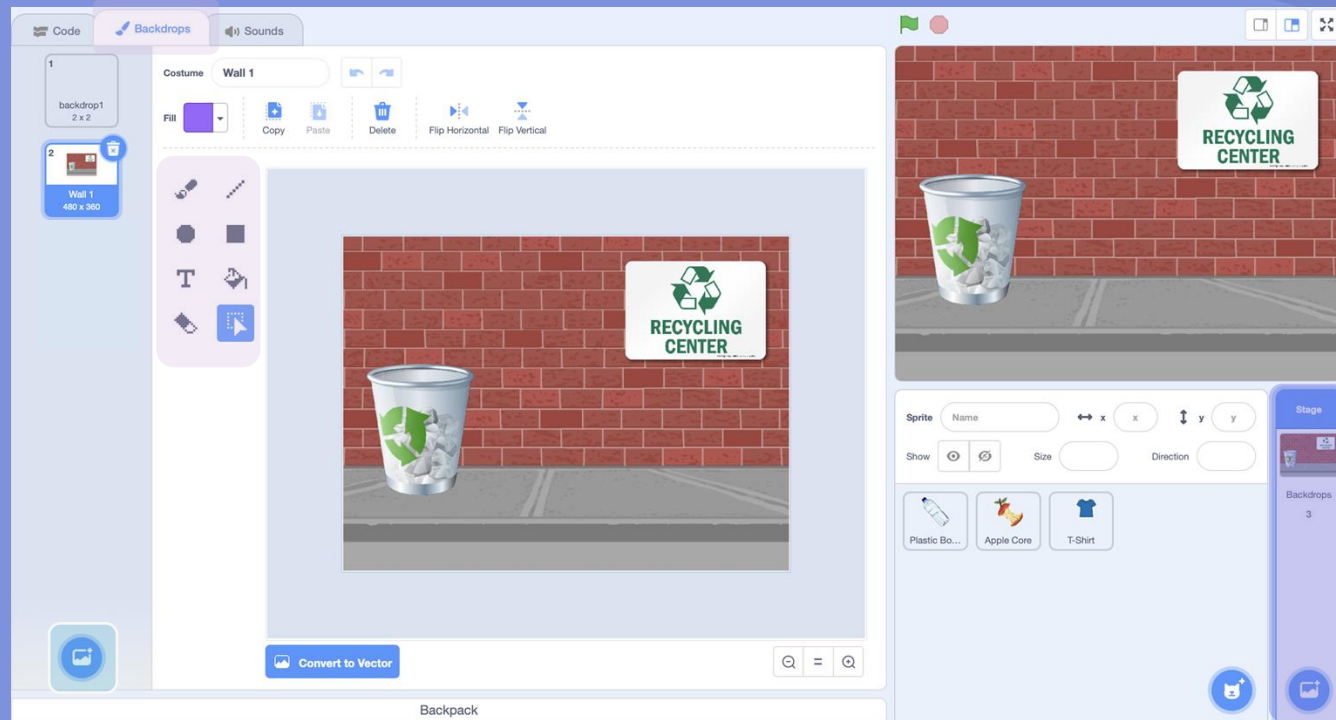 Code
Backdrops
Sounds
1
backdrop1
2 x 2
2
Wall 1
480 x 360
Costume
Wall 1
Fill
Copy
Paste
Delete
Flip Horizontal
Flip Vertical
T
RECYCLING
CENTER
Convert to Vector
=
Backpack
RECYCLING
CENTER
Sprite
Name
x
x
y
y
Show
Size
Direction
Plastic Bo...
Apple Core
T-Shirt
Stage
Backdrops
3